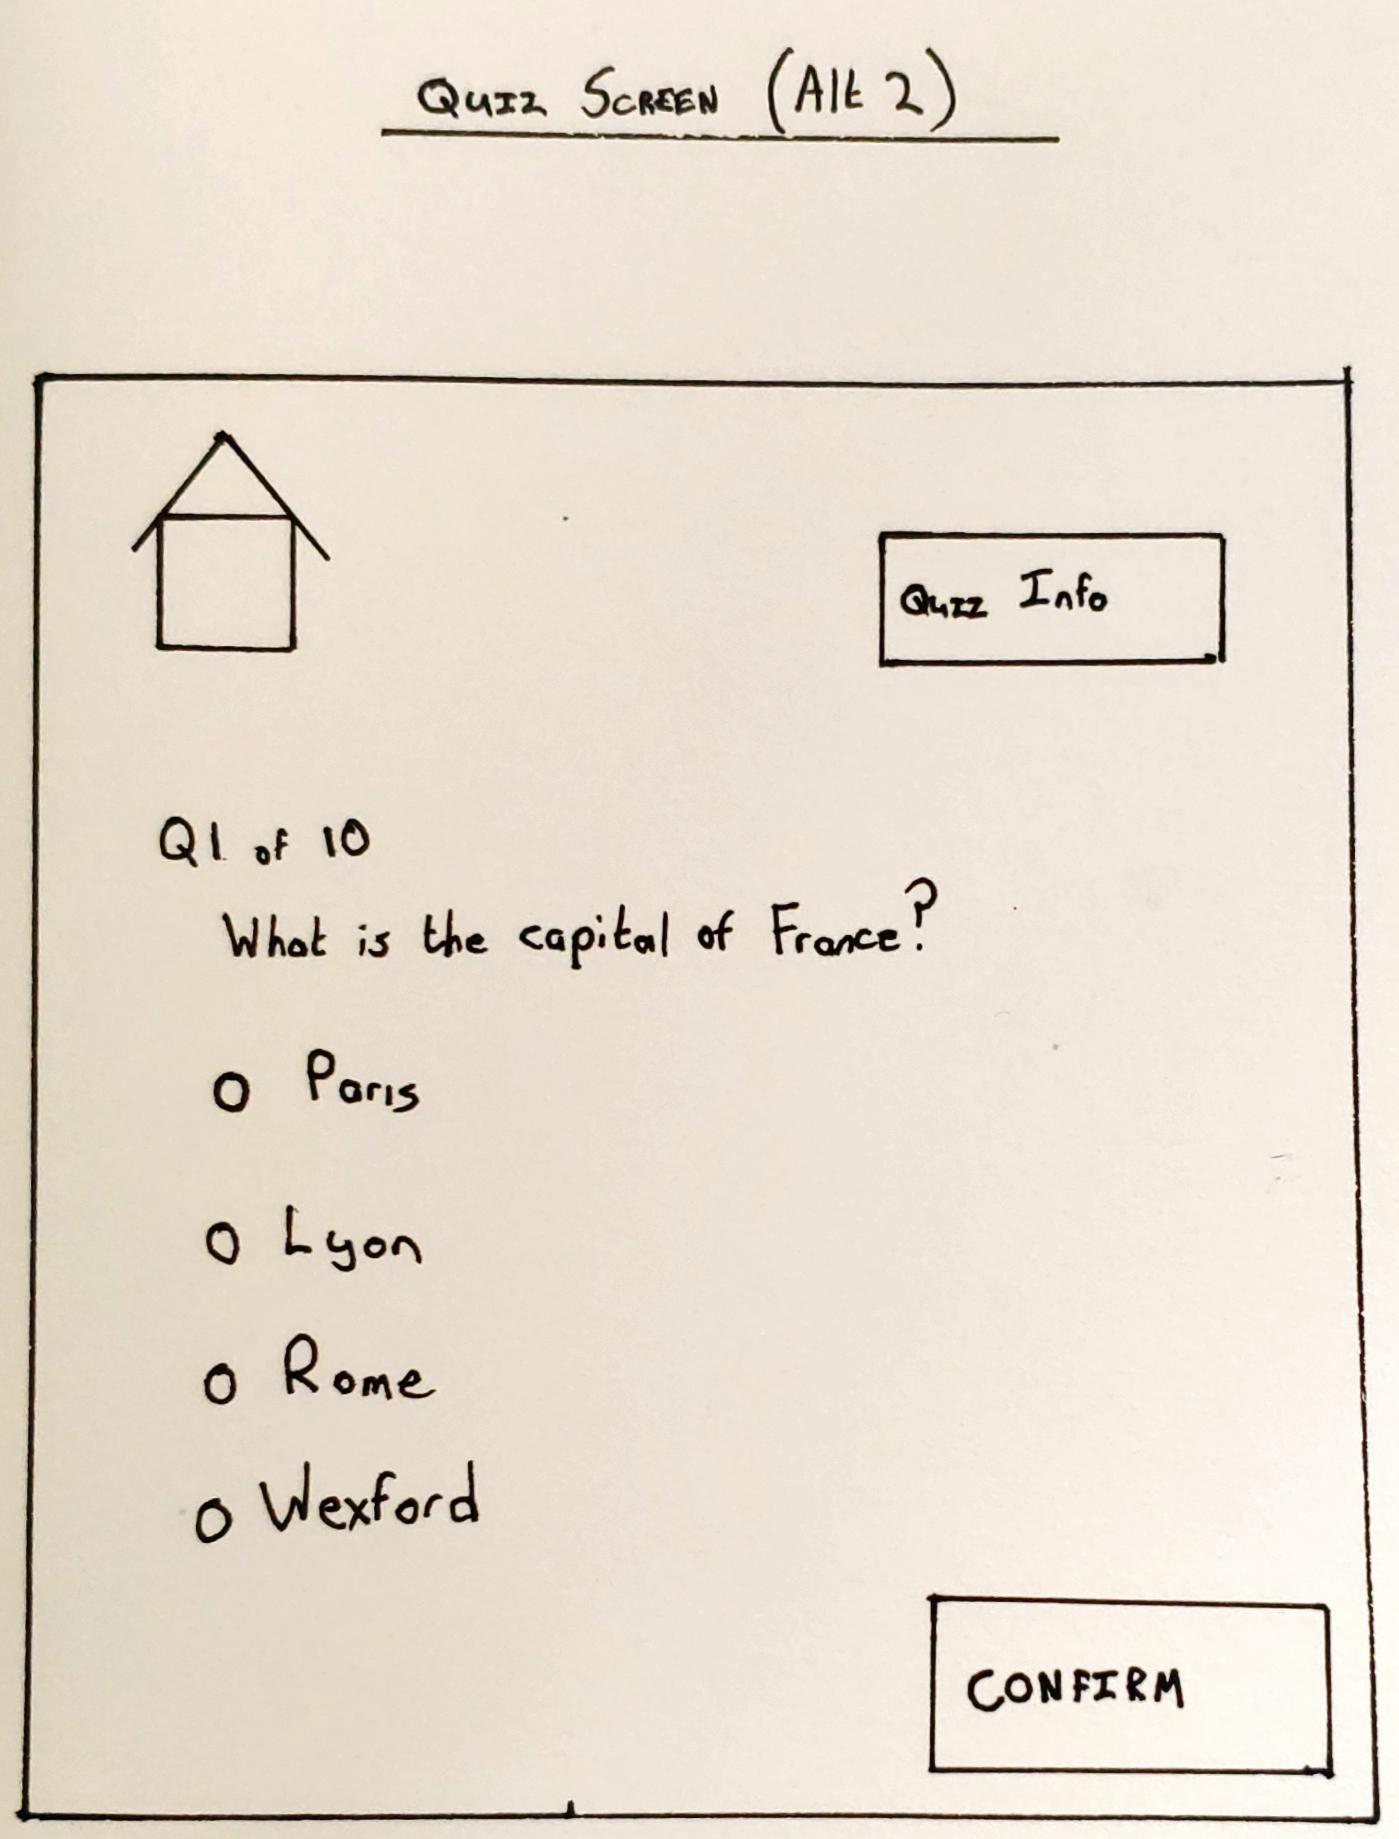 QUIZ SCREEN (Alt 2)
Quiz Info
Q1 of 10
What is the capital of France?
Paris
Lyon
Rome
Wexford
CONFIRM